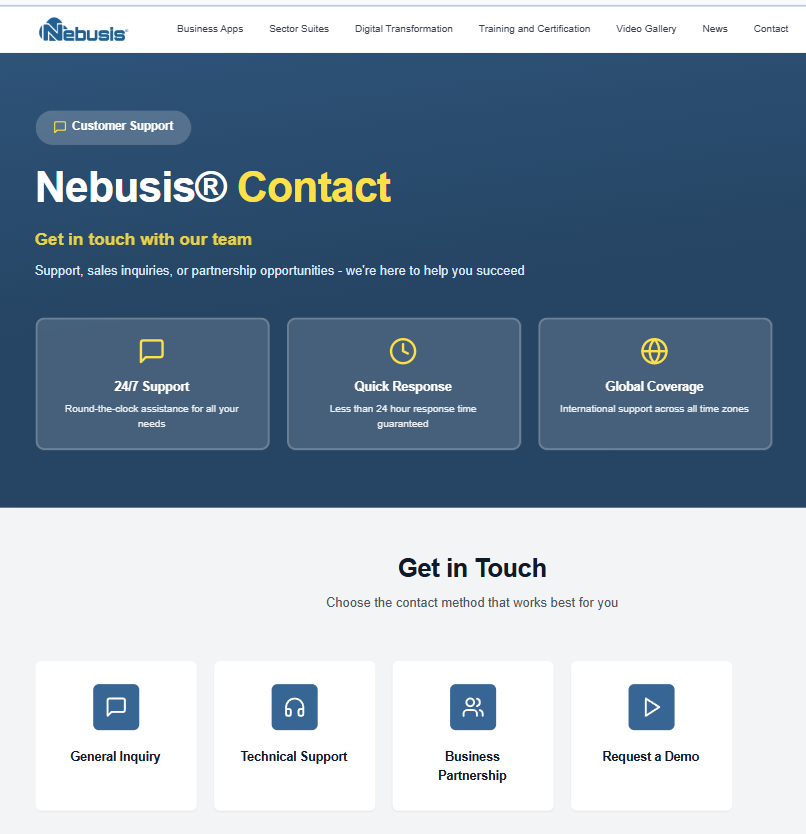 Nebusis®
Business Apps
Sector Suites
Digital Transformation
Training and Certification
Video Gallery
News
Contact
Customer Support
Nebusis® Contact
Get in touch with our team
Support, sales inquiries, or partnership opportunities - we're here to help you succeed
24/7 Support
Round-the-clock assistance for all your
needs
Quick Response
Less than 24 hour response time
guaranteed
Global Coverage
International support across all time zones
Get in Touch
Choose the contact method that works best for you
General Inquiry
Technical Support
Business
Partnership
Request a Demo